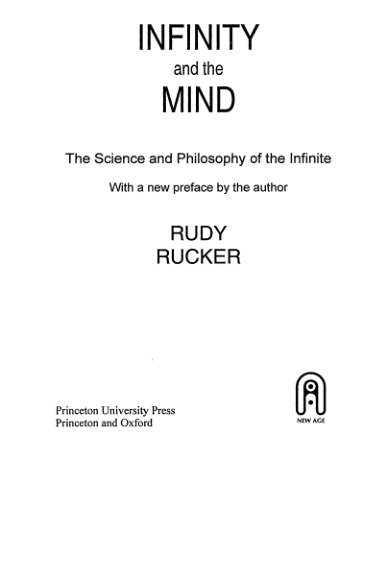 INFINITY
and the
MIND
The Science and Philosophy of the Infinite
With a new preface by the author
RUDY
RUCKER
Princeton University Press
Princeton and Oxford
NEW AGE